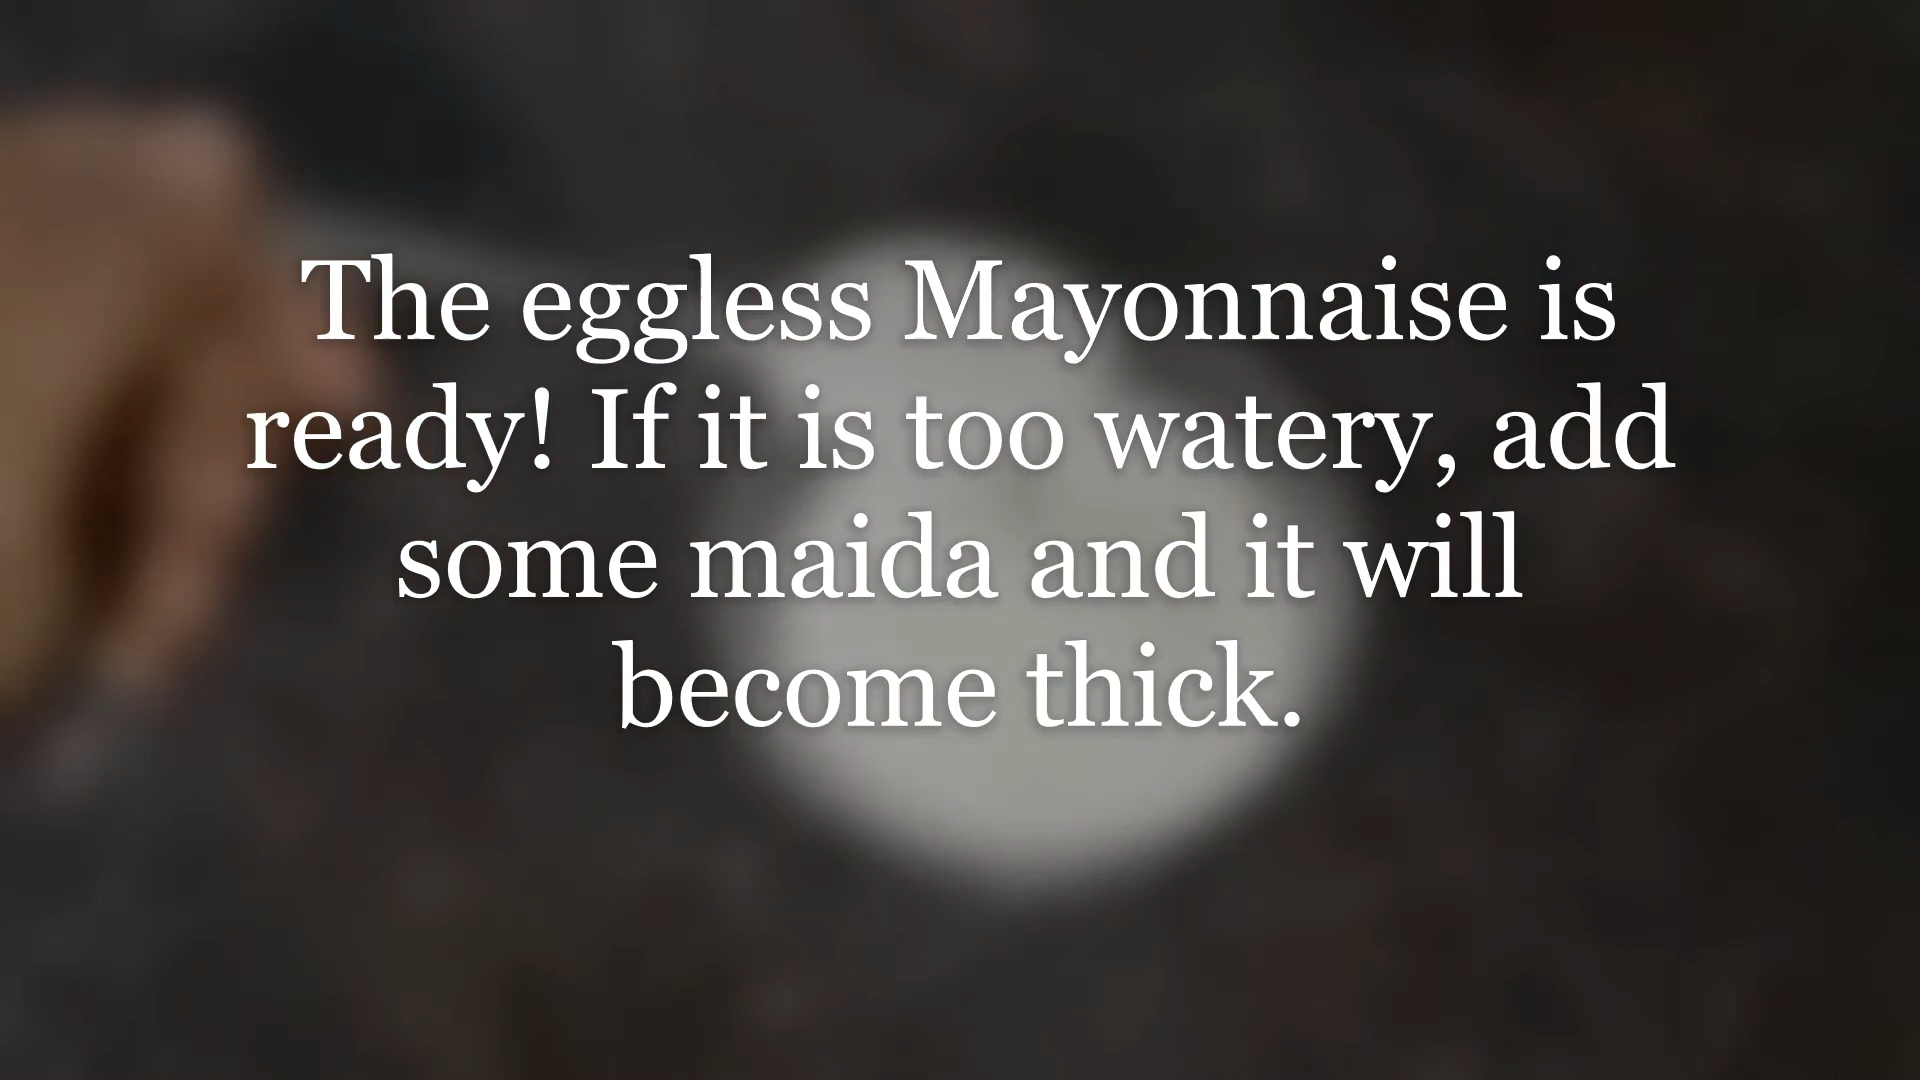 The eggless Mayonnaise is
ready! If it is too watery, add
some maida and it will
become thick.